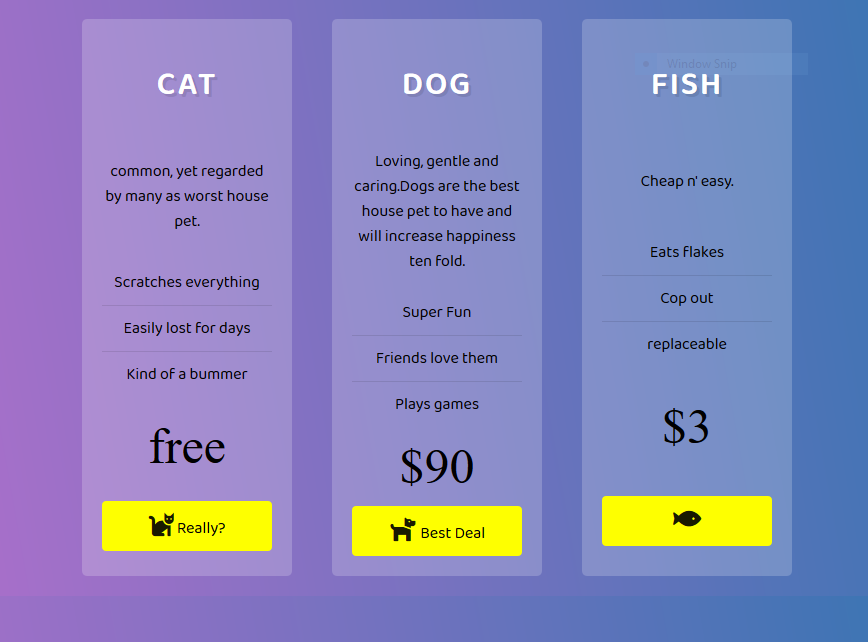 CAT
common, yet regarded
by many as worst house
pet.
Scratches everything
Easily lost for days
Kind of a bummer
free
Really?
DOG
Loving, gentle and
caring.Dogs are the best
house pet to have and
will increase happiness
ten fold.
Super Fun
Friends love them
Plays games
$90
Best Deal
Window Snip
FISH
Cheap n' easy.
Eats flakes
Cop out
replaceable
$3